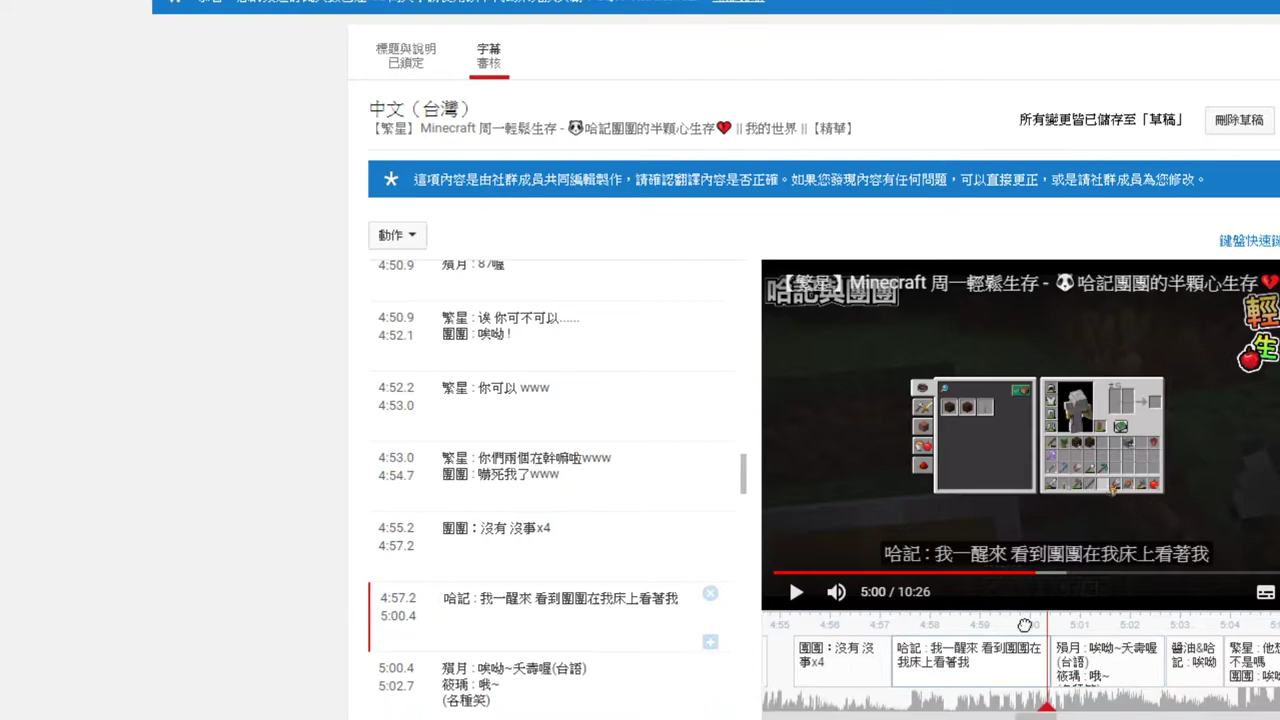 標題與說明
已鎖定
字幕
審核
中文（台灣）
【繁星】Minecraft 周一輕鬆生存 - 🐼哈記團團的半顆心生存💔 || 我的世界 ||【精華】
所有變更皆已儲存至「草稿」
刪除草稿
這項內容是由社群成員共同編輯製作，請確認翻譯內容是否正確。如果您發現內容有任何問題，可以直接更正，或是請社群成員為您修改。
動作
鍵盤快速鍵
4:50.9
殞月 : 87喔
4:50.9
4:52.1
繁星 : 诶 你可不可以......
團團 : 唉呦 !
4:52.2
4:53.0
繁星 : 你可以 www
4:53.0
4:54.7
繁星 : 你們兩個在幹嘛啦www
團團 : 嚇死我了www
4:55.2
4:57.2
團團：沒有 沒事x4
4:57.2
5:00.4
哈記 : 我一醒來 看到團團在我床上看著我
5:00.4
5:02.7
殞月 : 唉呦~夭壽喔(台語)
筱瑀 : 哦~
(各種笑)
【繁星】Minecraft 周一輕鬆生存 - 🐼哈記團團的半顆心生存💔
哈記與團團
輕
生
哈記 : 我一醒來 看到團團在我床上看著我
5:00 / 10:26
4:55 4:56 4:57 4:58 4:59 5:01 5:02 5:03 5:04
團團：沒有 沒
事x4
哈記 : 我一醒來 看到團團在
我床上看著我
殞月 : 唉呦~夭壽喔
(台語)
筱瑀 : 哦~
醬油&哈
記 : 唉呦
繁星 : 他想
不是嗎
團團 :